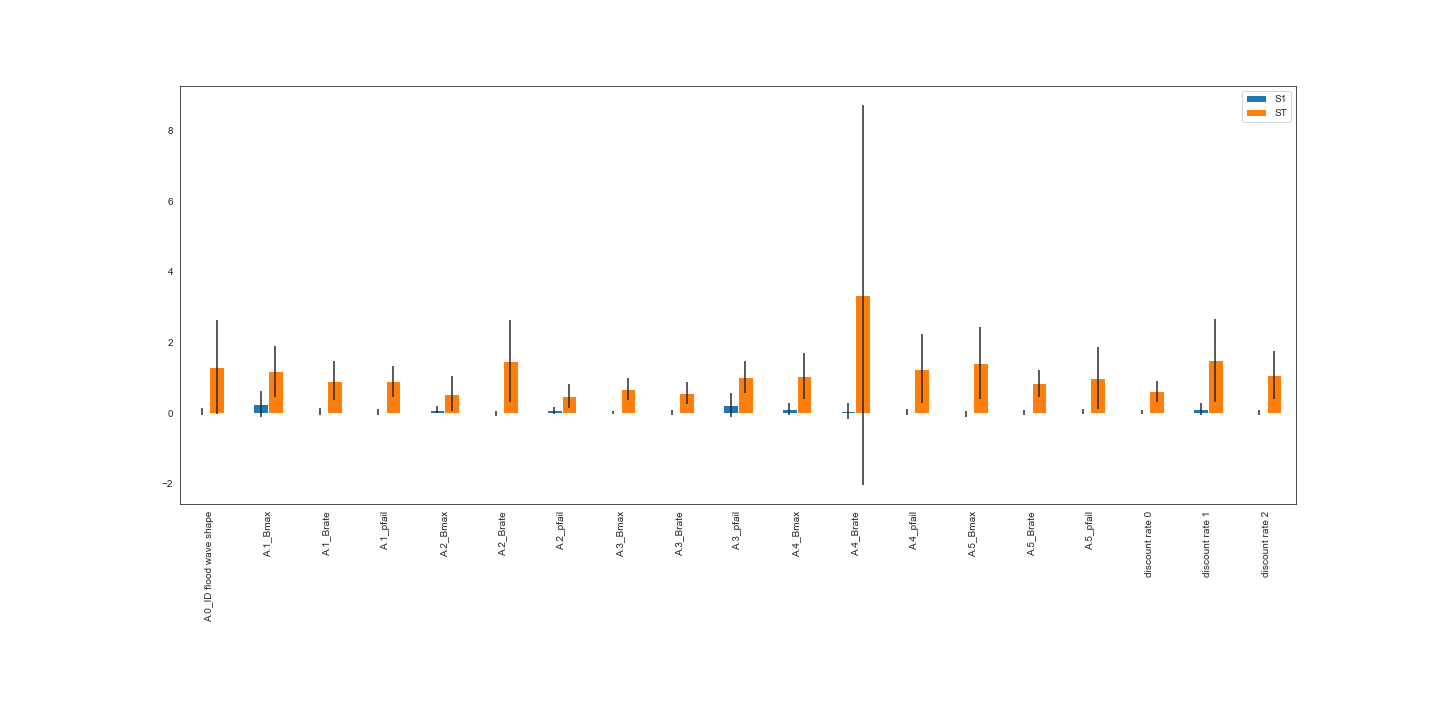 S1
ST
8
6
4
2
0
−2
A.0_ID flood wave shape
A.1_Bmax
A.1_Brate
A.1_pfail
A.2_Bmax
A.2_Brate
A.2_pfail
A.3_Bmax
A.3_Brate
A.3_pfail
A.4_Bmax
A.4_Brate
A.4_pfail
A.5_Bmax
A.5_Brate
A.5_pfail
discount rate 0
discount rate 1
discount rate 2